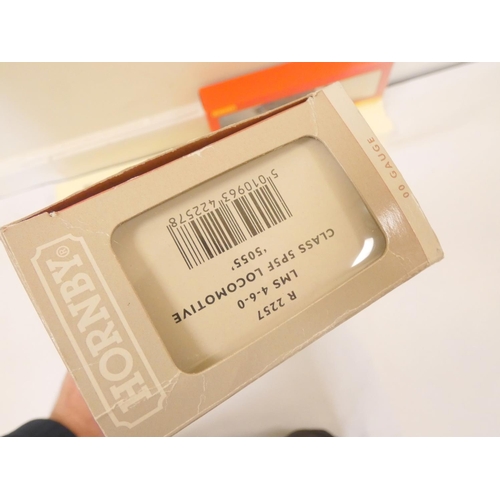 HORNBY®
R 2257
LMS 4-6-0
CLASS 5P5F LOCOMOTIVE
'5055'
5 010963 422578
00 GAUGE